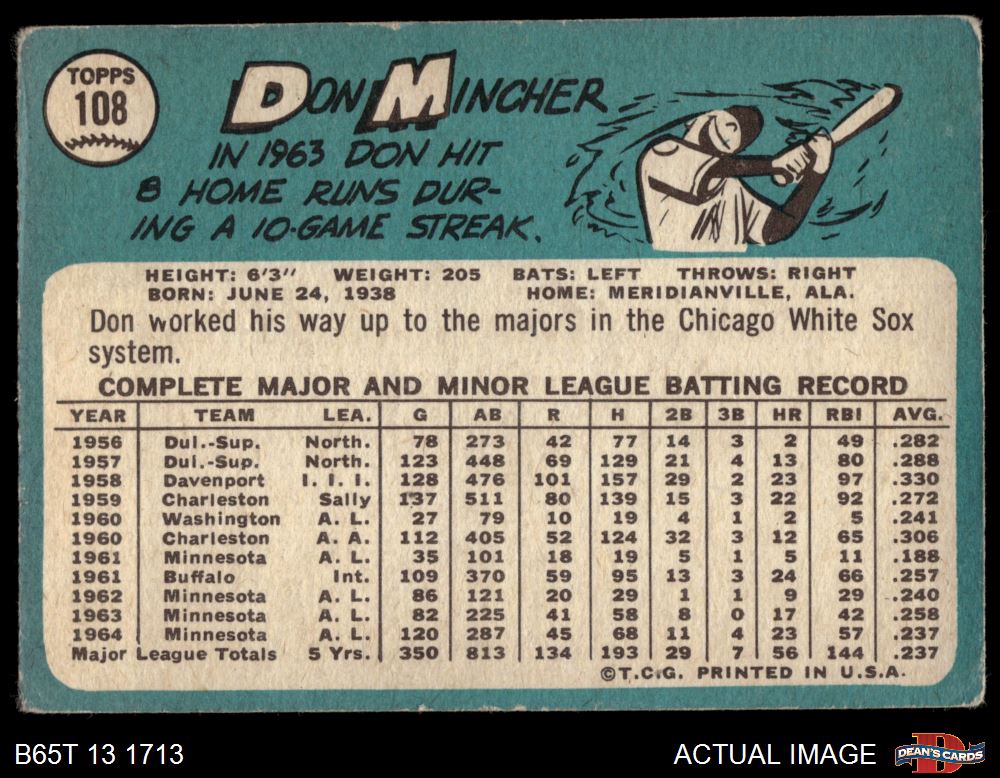 TOPPS
108
DON MINCHER
IN 1963 DON HIT
8 HOME RUNS DUR-
ING A 10-GAME STREAK.
HEIGHT: 6'3" WEIGHT: 205 BATS: LEFT THROWS: RIGHT
BORN: JUNE 24, 1938 HOME: MERIDIANVILLE, ALA.
Don worked his way up to the majors in the Chicago White Sox
system.
COMPLETE MAJOR AND MINOR LEAGUE BATTING RECORD
YEAR TEAM LEA. G AB R H 2B 3B HR RBI AVG.
1956 Dul.-Sup. North. 78 273 42 77 14 3 2 49 .282
1957 Dul.-Sup. North. 123 448 69 129 21 4 13 80 .288
1958 Davenport I. I. I. 128 476 101 157 29 2 23 97 .330
1959 Charleston Sally 137 511 80 139 15 3 22 92 .272
1960 Washington A. L. 27 79 10 19 4 1 2 5 .241
1960 Charleston A. A. 112 405 52 124 32 3 12 65 .306
1961 Minnesota A. L. 35 101 18 19 5 1 5 11 .188
1961 Buffalo Int. 109 370 59 95 13 3 24 66 .257
1962 Minnesota A. L. 86 121 20 29 1 1 9 29 .240
1963 Minnesota A. L. 82 225 41 58 8 0 17 42 .258
1964 Minnesota A. L. 120 287 45 68 11 4 23 57 .237
Major League Totals 5 Yrs. 350 813 134 193 29 7 56 144 .237
©T.C.G. PRINTED IN U.S.A.
B65T 13 1713 ACTUAL IMAGE DEAN'S CARDS